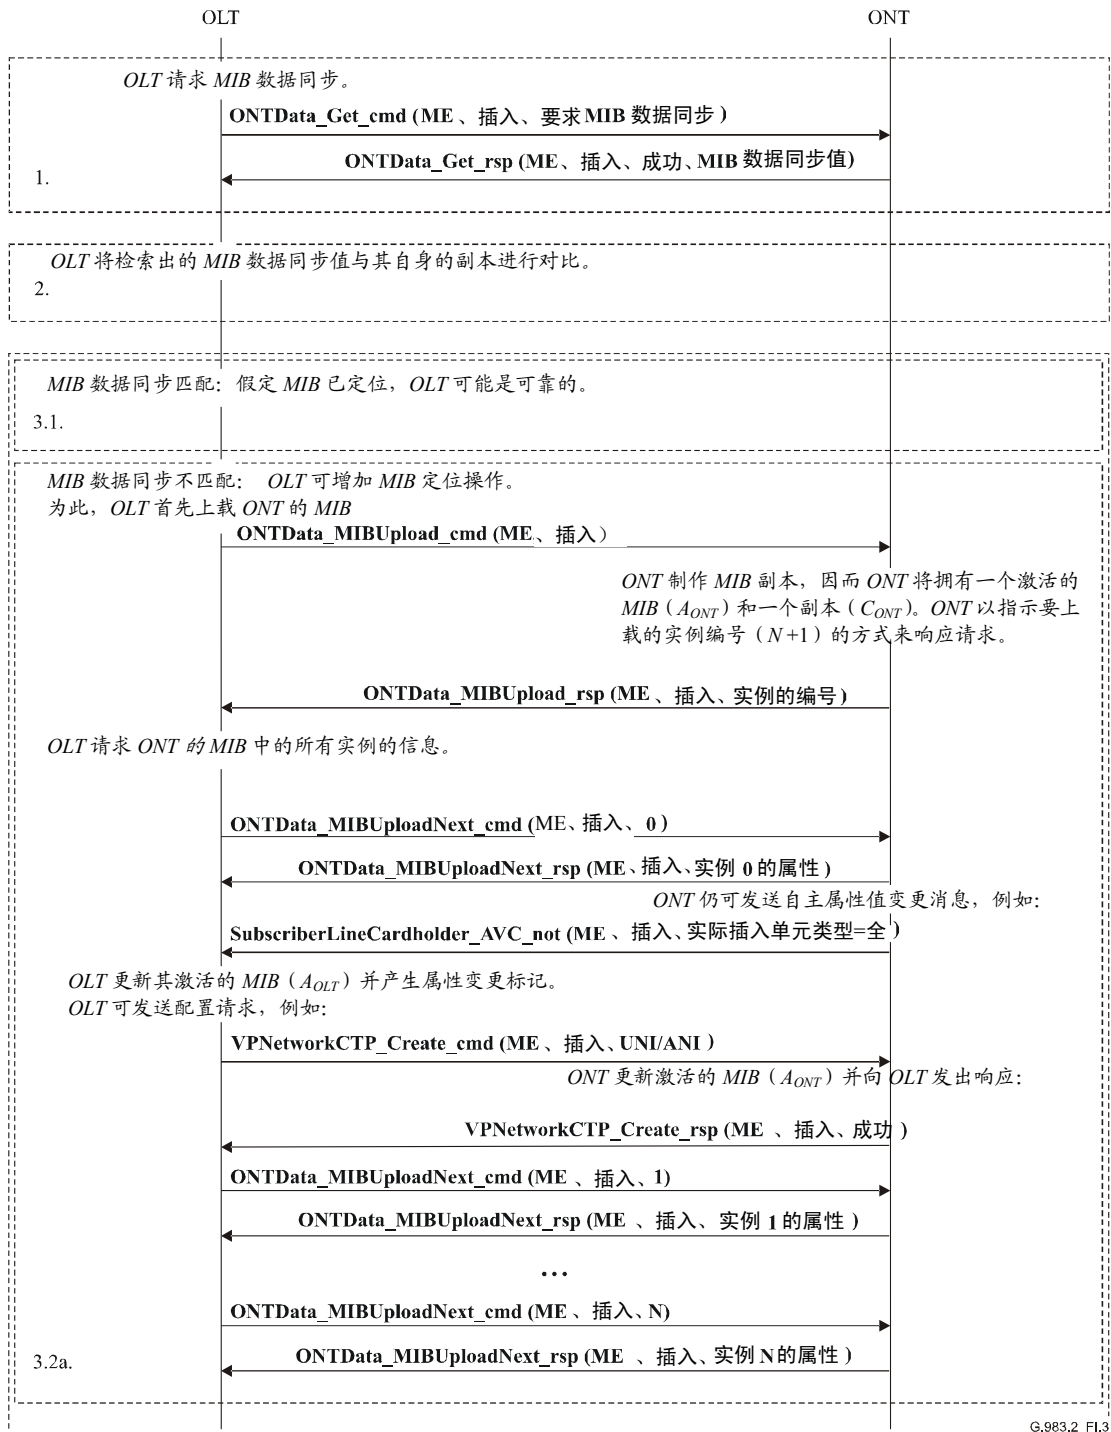 OLT
ONT
OLT 请求 MIB 数据同步。
ONTData_Get_cmd (ME、插入、要求 MIB 数据同步 )
ONTData_Get_rsp (ME、插入、成功、MIB 数据同步值)
1.
OLT 将检索出的 MIB 数据同步值与其自身的副本进行对比。
2.
MIB 数据同步匹配：假定 MIB 已定位，OLT 可能是可靠的。
3.1.
MIB 数据同步不匹配： OLT 可增加 MIB 定位操作。
为此，OLT 首先上载 ONT 的 MIB
ONTData_MIBUpload_cmd (ME、插入）
ONT 制作 MIB 副本，因而 ONT 将拥有一个激活的
MIB（A_ONT）和一个副本（C_ONT）。ONT 以指示要上
载的实例编号（N+1）的方式来响应请求。
ONTData_MIBUpload_rsp (ME、插入、实例的编号 )
OLT 请求 ONT 的 MIB 中的所有实例的信息。
ONTData_MIBUploadNext_cmd (ME、插入、0 )
ONTData_MIBUploadNext_rsp (ME、插入、实例 0 的属性 )
ONT 仍可发送自主属性值变更消息，例如：
SubscriberLineCardholder_AVC_not (ME、插入、实际插入单元类型=全 )
OLT 更新其激活的 MIB（A_OLT）并产生属性变更标记。
OLT 可发送配置请求，例如：
VPNetworkCTP_Create_cmd (ME、插入、UNI/ANI )
ONT 更新激活的 MIB（A_ONT）并向 OLT 发出响应：
VPNetworkCTP_Create_rsp (ME 、插入、成功 )
ONTData_MIBUploadNext_cmd (ME 、插入、1)
ONTData_MIBUploadNext_rsp (ME 、插入、实例 1 的属性 )
...
ONTData_MIBUploadNext_cmd (ME 、插入、N)
ONTData_MIBUploadNext_rsp (ME 、插入、实例 N 的属性 )
3.2a.
G.983.2_FI.3